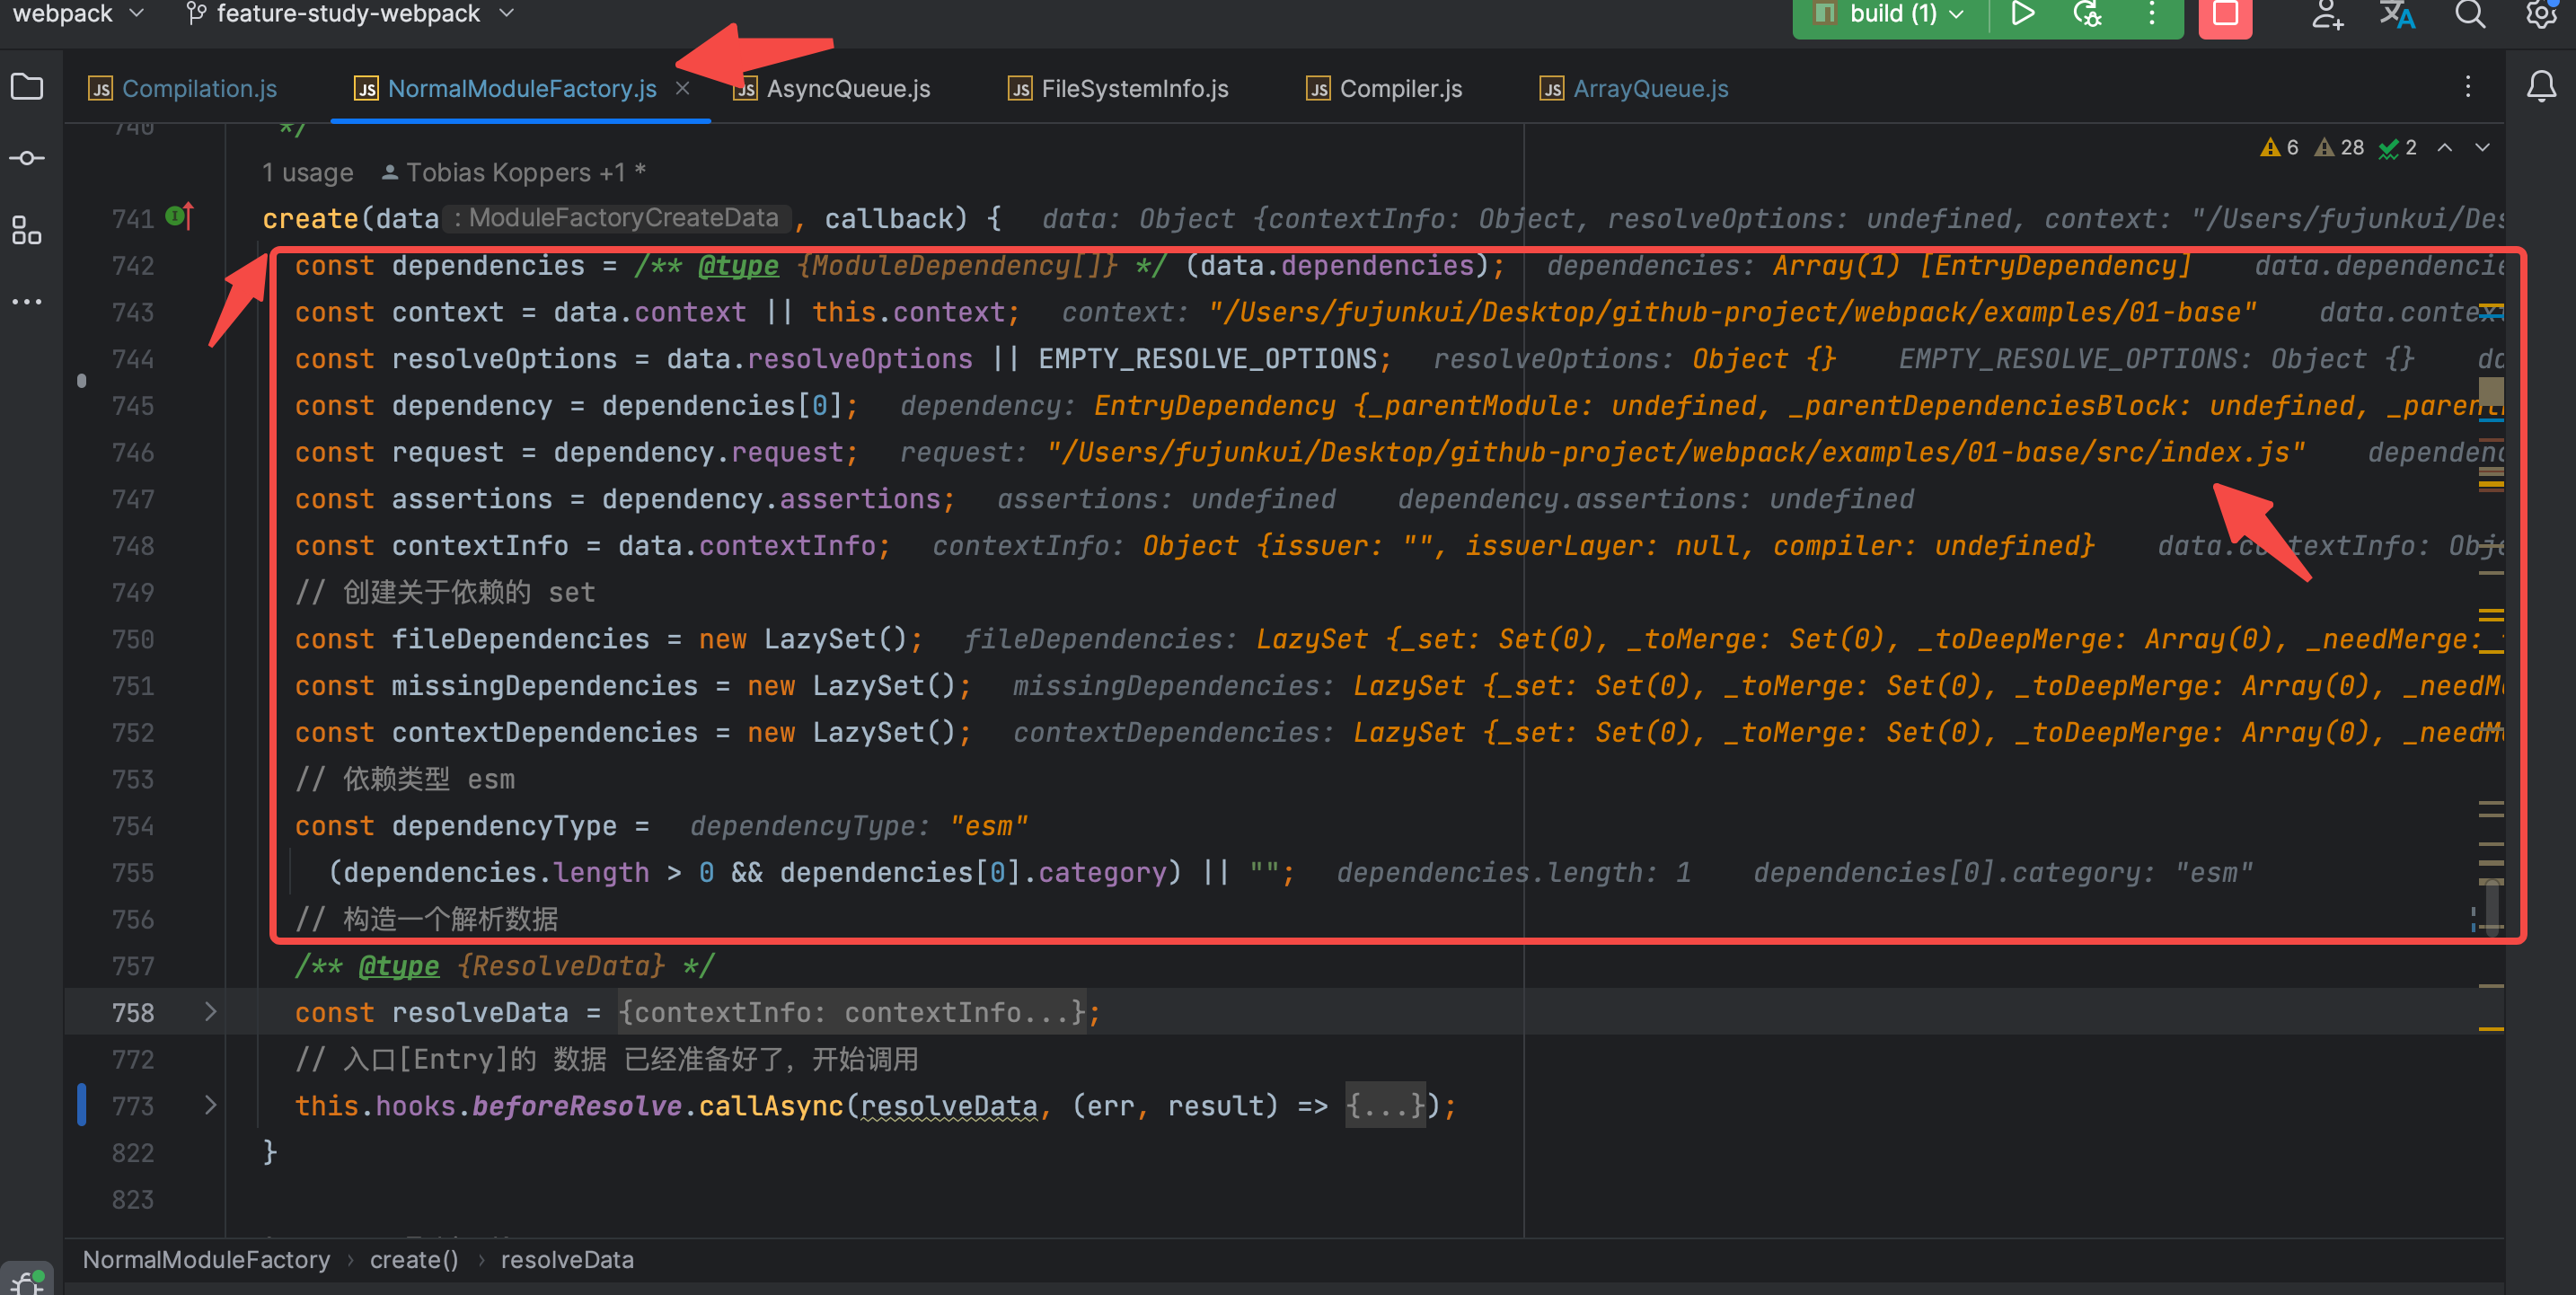 webpack feature-study-webpack build (1)
Compilation.js NormalModuleFactory.js AsyncQueue.js FileSystemInfo.js Compiler.js ArrayQueue.js
740 */
6 28 2
1 usage Tobias Koppers +1 *
741 create(data : ModuleFactoryCreateData , callback) { data: Object {contextInfo: Object, resolveOptions: undefined, context: "/Users/fujunkui/Des
742 const dependencies = /** @type {ModuleDependency[]} */ (data.dependencies); dependencies: Array(1) [EntryDependency] data.dependencie
743 const context = data.context || this.context; context: "/Users/fujunkui/Desktop/github-project/webpack/examples/01-base" data.context
744 const resolveOptions = data.resolveOptions || EMPTY_RESOLVE_OPTIONS; resolveOptions: Object {} EMPTY_RESOLVE_OPTIONS: Object {} da
745 const dependency = dependencies[0]; dependency: EntryDependency {_parentModule: undefined, _parentDependenciesBlock: undefined, _parent
746 const request = dependency.request; request: "/Users/fujunkui/Desktop/github-project/webpack/examples/01-base/src/index.js" dependenc
747 const assertions = dependency.assertions; assertions: undefined dependency.assertions: undefined
748 const contextInfo = data.contextInfo; contextInfo: Object {issuer: "", issuerLayer: null, compiler: undefined} data.contextInfo: Obje
749 // 创建关于依赖的 set
750 const fileDependencies = new LazySet(); fileDependencies: LazySet {_set: Set(0), _toMerge: Set(0), _toDeepMerge: Array(0), _needMerge:
751 const missingDependencies = new LazySet(); missingDependencies: LazySet {_set: Set(0), _toMerge: Set(0), _toDeepMerge: Array(0), _needM
752 const contextDependencies = new LazySet(); contextDependencies: LazySet {_set: Set(0), _toMerge: Set(0), _toDeepMerge: Array(0), _needM
753 // 依赖类型 esm
754 const dependencyType = dependencyType: "esm"
755 (dependencies.length > 0 && dependencies[0].category) || ""; dependencies.length: 1 dependencies[0].category: "esm"
756 // 构造一个解析数据
757 /** @type {ResolveData} */
758 const resolveData = {contextInfo: contextInfo...};
772 // 入口[Entry]的 数据 已经准备好了，开始调用
773 this.hooks.beforeResolve.callAsync(resolveData, (err, result) => {...});
822 }
823
NormalModuleFactory › create() › resolveData